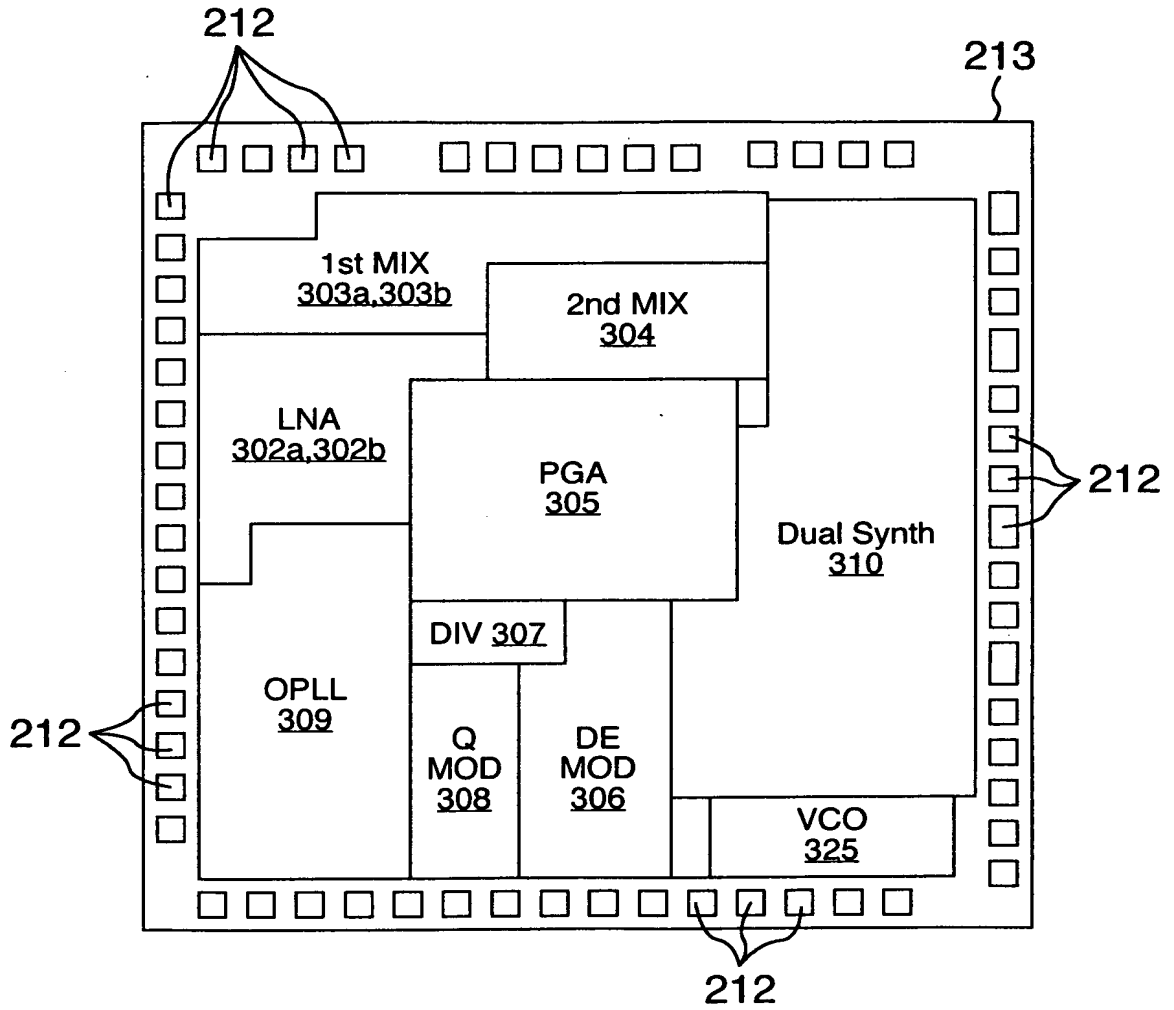 212
213
1st MIX
303a,303b
2nd MIX
304
LNA
302a,302b
PGA
305
Dual Synth
310
212
DIV 307
OPLL
309
212
Q
MOD
308
DE
MOD
306
VCO
325
212